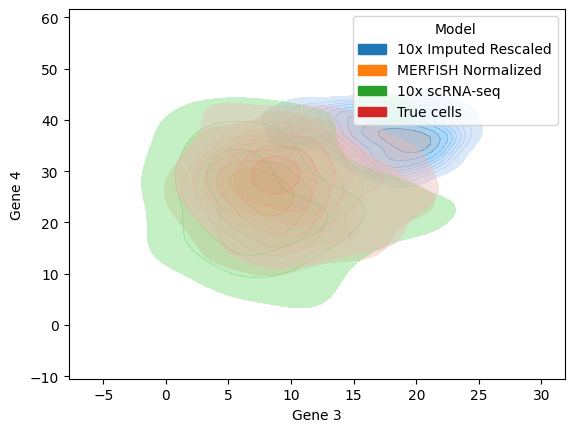 60
50
40
30
20
10
0
−10
−5
0
5
10
15
20
25
30
Gene 3
Gene 4
Model
10x Imputed Rescaled
MERFISH Normalized
10x scRNA-seq
True cells